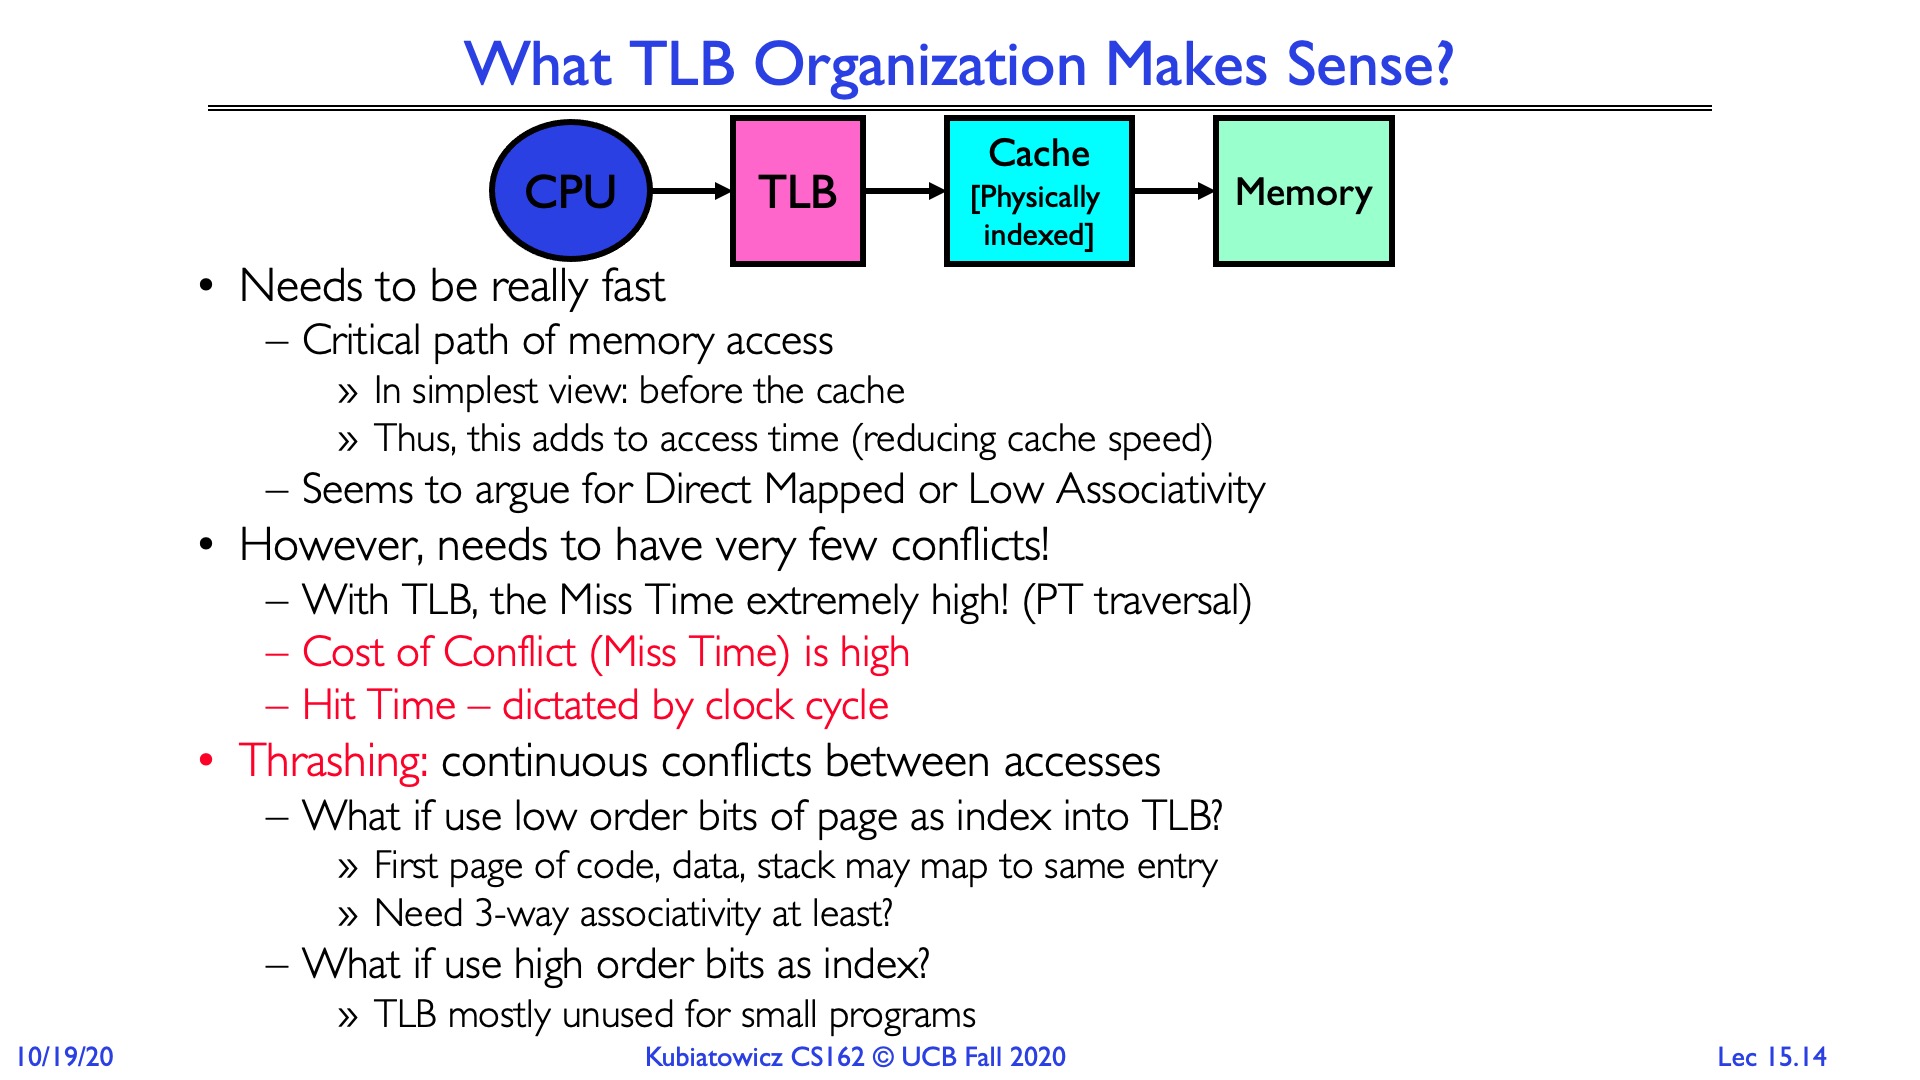 What TLB Organization Makes Sense?
CPU
TLB
Cache
[Physically
indexed]
Memory
• Needs to be really fast
– Critical path of memory access
» In simplest view: before the cache
» Thus, this adds to access time (reducing cache speed)
– Seems to argue for Direct Mapped or Low Associativity
• However, needs to have very few conflicts!
– With TLB, the Miss Time extremely high! (PT traversal)
– Cost of Conflict (Miss Time) is high
– Hit Time – dictated by clock cycle
• Thrashing: continuous conflicts between accesses
– What if use low order bits of page as index into TLB?
» First page of code, data, stack may map to same entry
» Need 3-way associativity at least?
– What if use high order bits as index?
» TLB mostly unused for small programs
10/19/20
Kubiatowicz CS162 © UCB Fall 2020
Lec 15.14